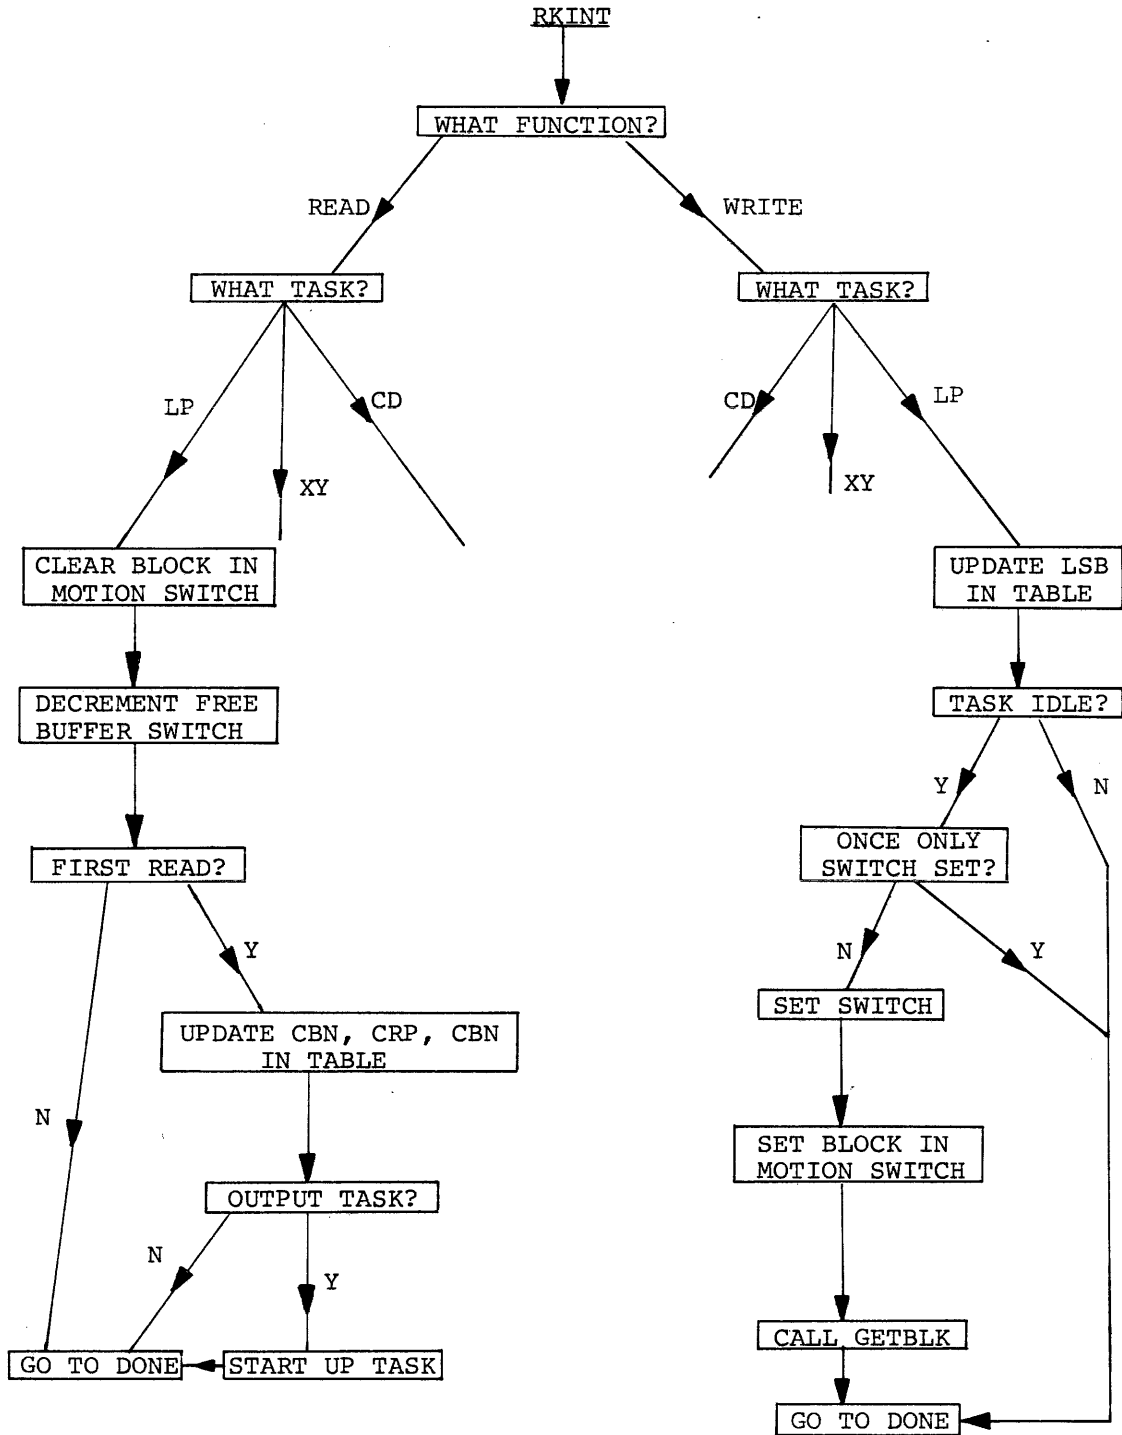 RKINT
WHAT FUNCTION?
READ
WRITE
WHAT TASK?
WHAT TASK?
LP
CD
XY
CD
LP
XY
CLEAR BLOCK IN
MOTION SWITCH
UPDATE LSB
IN TABLE
DECREMENT FREE
BUFFER SWITCH
TASK IDLE?
Y
N
FIRST READ?
ONCE ONLY
SWITCH SET?
Y
N
Y
SET SWITCH
UPDATE CBN, CRP, CBN
IN TABLE
N
SET BLOCK IN
MOTION SWITCH
OUTPUT TASK?
N
Y
CALL GETBLK
GO TO DONE
START UP TASK
GO TO DONE